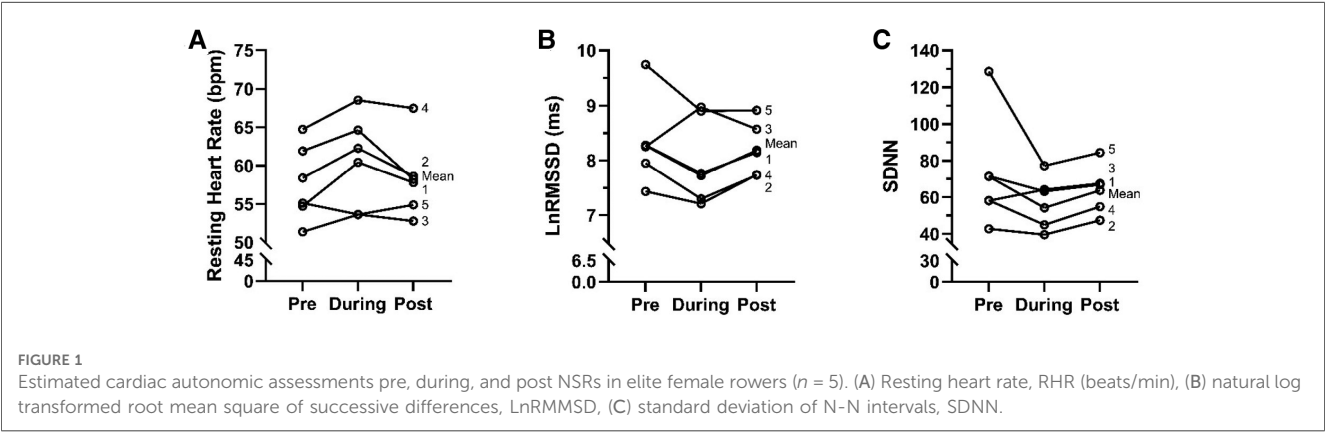 A
Resting Heart Rate (bpm)
75
70
65
60
55
50
45
0
Pre During Post
4
2
Mean
1
5
3
B
LnRMSSD (ms)
10
9
8
7
6.5
0.0
Pre During Post
5
3
Mean
1
4
2
C
SDNN
140
120
100
80
60
40
30
0
Pre During Post
5
3
1
Mean
4
2
FIGURE 1
Estimated cardiac autonomic assessments pre, during, and post NSRs in elite female rowers (n = 5). (A) Resting heart rate, RHR (beats/min), (B) natural log
transformed root mean square of successive differences, LnRMMSD, (C) standard deviation of N-N intervals, SDNN.